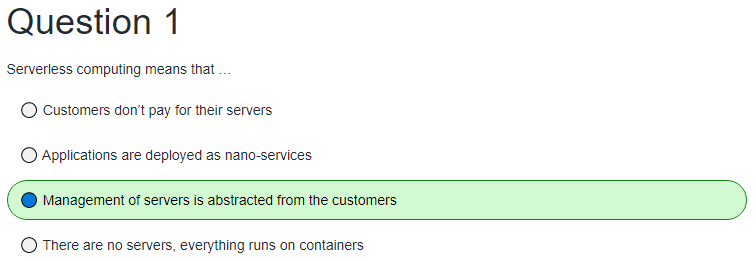 Question 1
Serverless computing means that …
Customers don't pay for their servers
Applications are deployed as nano-services
Management of servers is abstracted from the customers
There are no servers, everything runs on containers